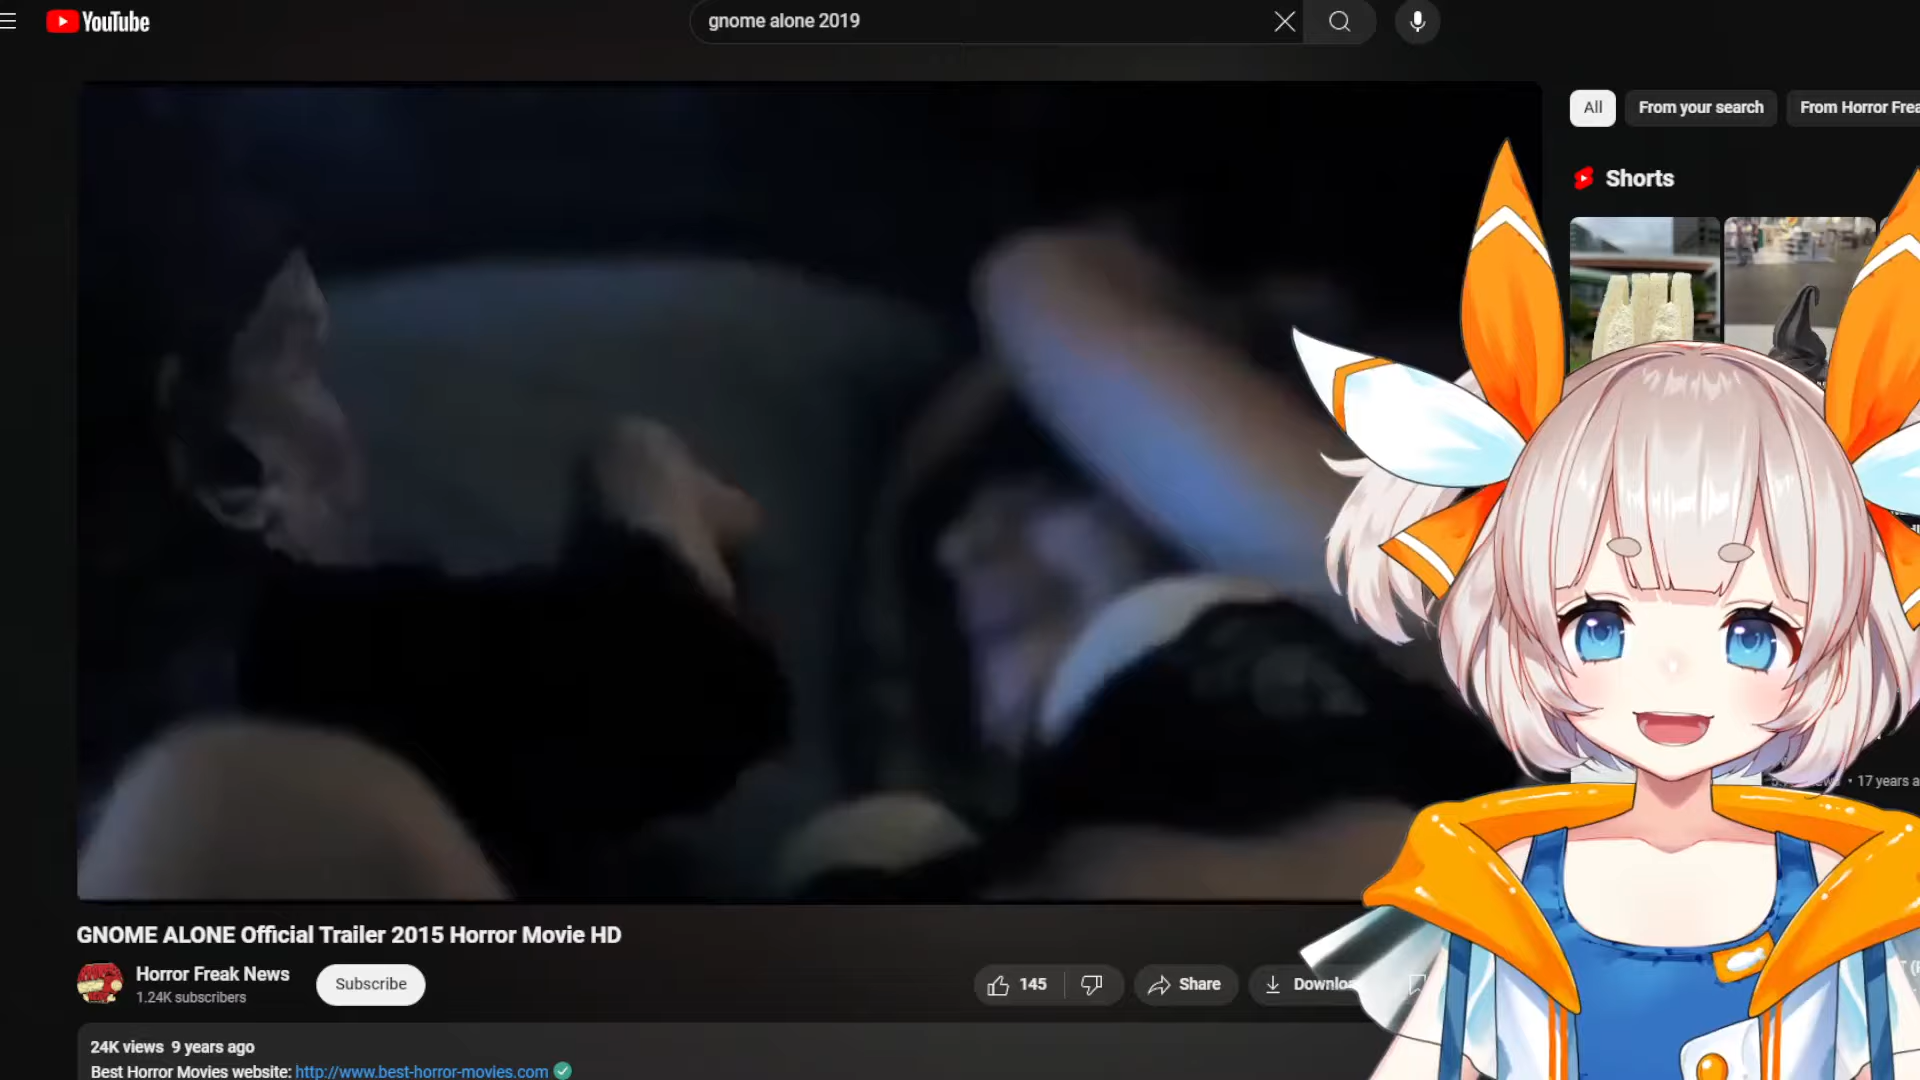 YouTube
gnome alone 2019
All
From your search
From Horror Frea
Shorts
GNOME ALONE Official Trailer 2015 Horror Movie HD
Horror Freak News
1.24K subscribers
Subscribe
145
Share
Downloa
17 years a
24K views 9 years ago
Best Horror Movies website: http://www.best-horror-movies.com